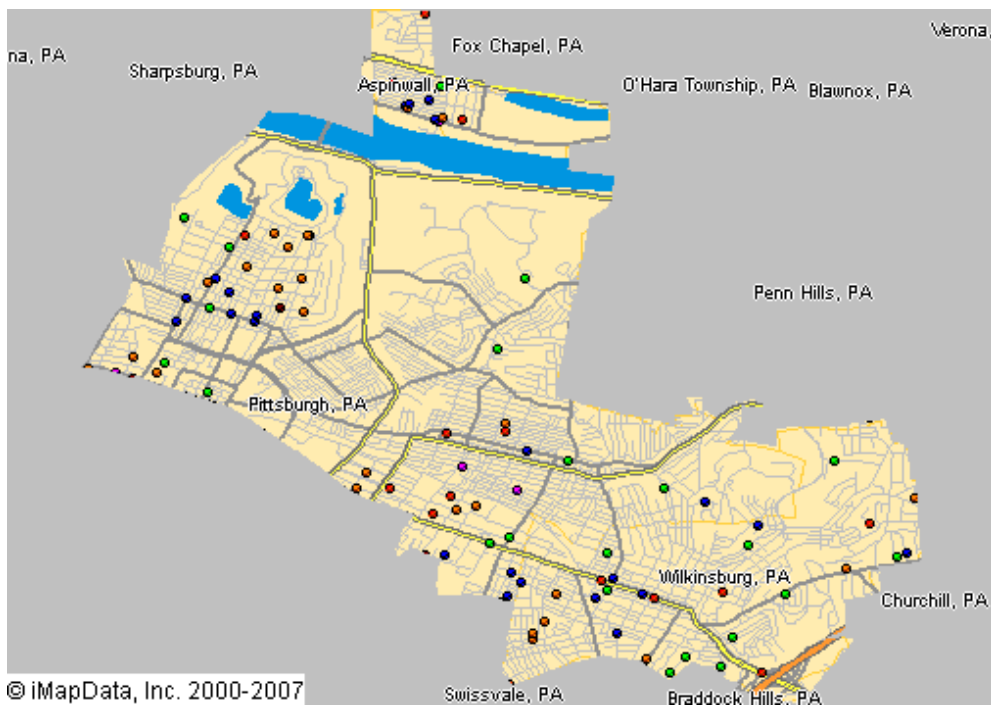 Verona,
Fox Chapel, PA
na, PA
Sharpsburg, PA
Aspinwall, PA
O'Hara Township, PA
Blawnox, PA
Penn Hills, PA
Pittsburgh, PA
Wilkinsburg, PA
Churchill, PA
Swissvale, PA
Braddock Hills, PA
© iMapData, Inc. 2000-2007